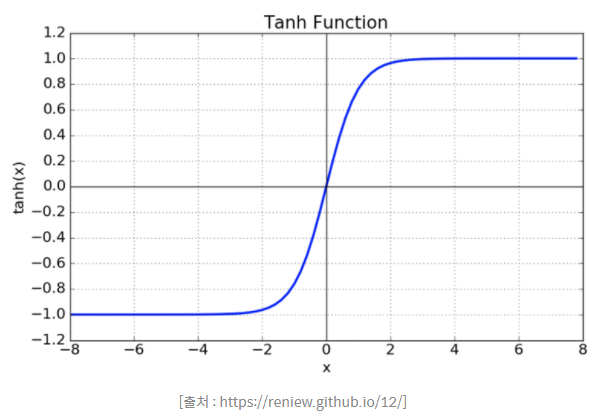 Tanh Function
1.2
1.0
0.8
0.6
0.4
0.2
0.0
−0.2
−0.4
−0.6
−0.8
−1.0
−1.2
tanh(x)
−8 −6 −4 −2 0 2 4 6 8
x
[출처 : https://reniew.github.io/12/]